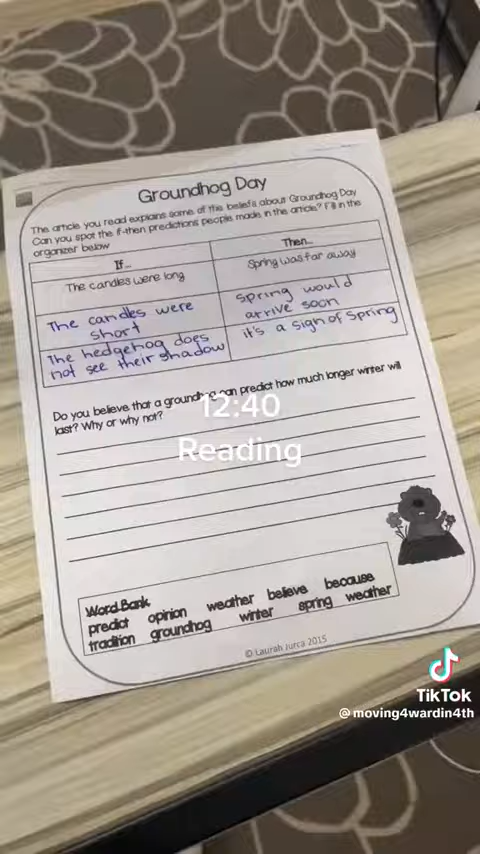 Groundhog Day
The article you read explains some of the beliefs about Groundhog Day
Can you spot the if-then predictions people made in the article? Fill in the
organizer below
If...
Then...
The candles were long
Spring was far away
The candles were
short
spring would
arrive soon
The hedgehog does
not see their shadow
it's a sign of spring
Do you believe that a groundhog can predict how much longer winter will
last? Why or why not?
12:40
Reading
Word Bank
predict opinion weather believe because
tradition groundhog winter spring weather
© Laurah Jurca 2015
TikTok
@moving4wardin4th